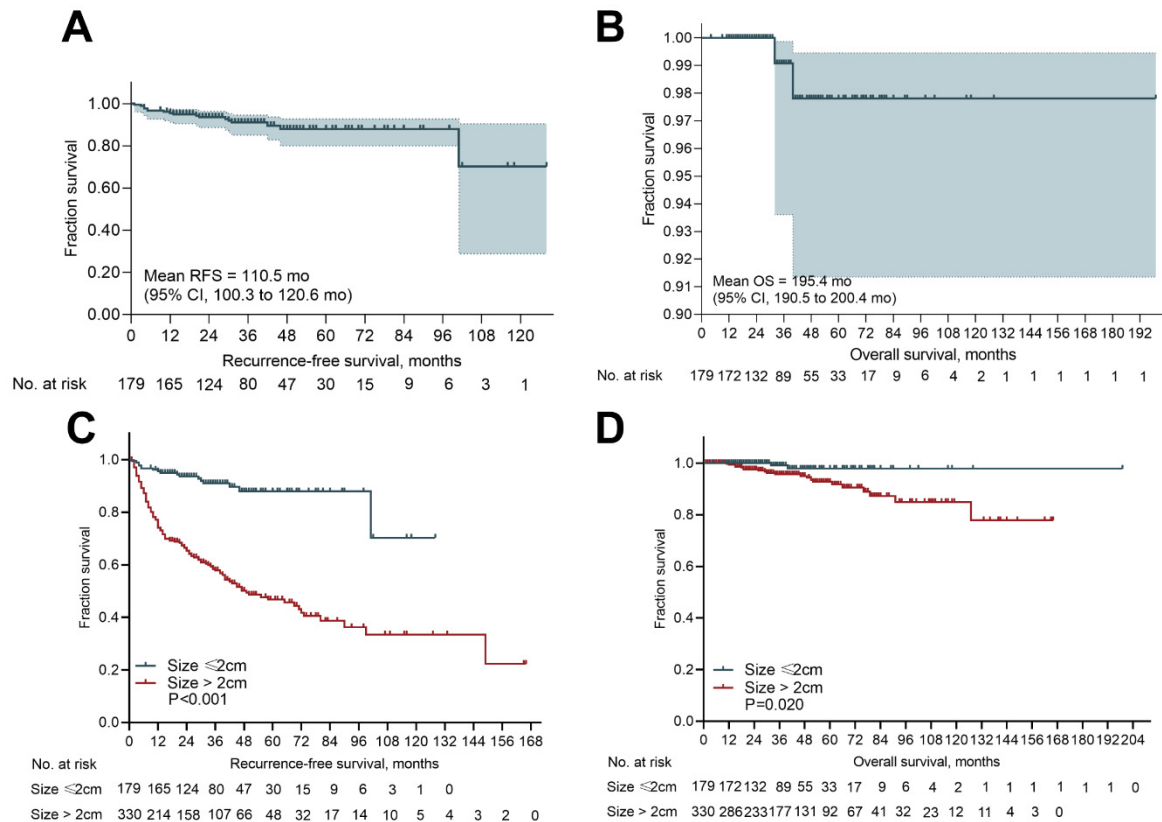 A
1.00
0.80
0.60
0.40
0.20
0.00
Fraction survival
Mean RFS = 110.5 mo
(95% CI, 100.3 to 120.6 mo)
0 12 24 36 48 60 72 84 96 108 120
Recurrence-free survival, months
No. at risk 179 165 124 80 47 30 15 9 6 3 1
B
1.00
0.99
0.98
0.97
0.96
0.95
0.94
0.93
0.92
0.91
0.90
Fraction survival
Mean OS = 195.4 mo
(95% CI, 190.5 to 200.4 mo)
0 12 24 36 48 60 72 84 96 108 120 132 144 156 168 180 192
Overall survival, months
No. at risk 179 172 132 89 55 33 17 9 6 4 2 1 1 1 1 1 1
C
1.0
0.8
0.6
0.4
0.2
0.0
Fraction survival
Size ⩽2cm
Size > 2cm
P<0.001
0 12 24 36 48 60 72 84 96 108 120 132 144 156 168
No. at risk Recurrence-free survival, months
Size ⩽2cm 179 165 124 80 47 30 15 9 6 3 1 0
Size > 2cm 330 214 158 107 66 48 32 17 14 10 5 4 3 2 0
D
1.0
0.8
0.6
0.4
0.2
0.0
Fraction survival
Size ⩽2cm
Size > 2cm
P=0.020
0 12 24 36 48 60 72 84 96 108 120 132 144 156 168 180 192 204
No. at risk Overall survival, months
Size ⩽2cm 179 172 132 89 55 33 17 9 6 4 2 1 1 1 1 1 1 0
Size > 2cm 330 286 233 177 131 92 67 41 32 23 12 11 4 3 0